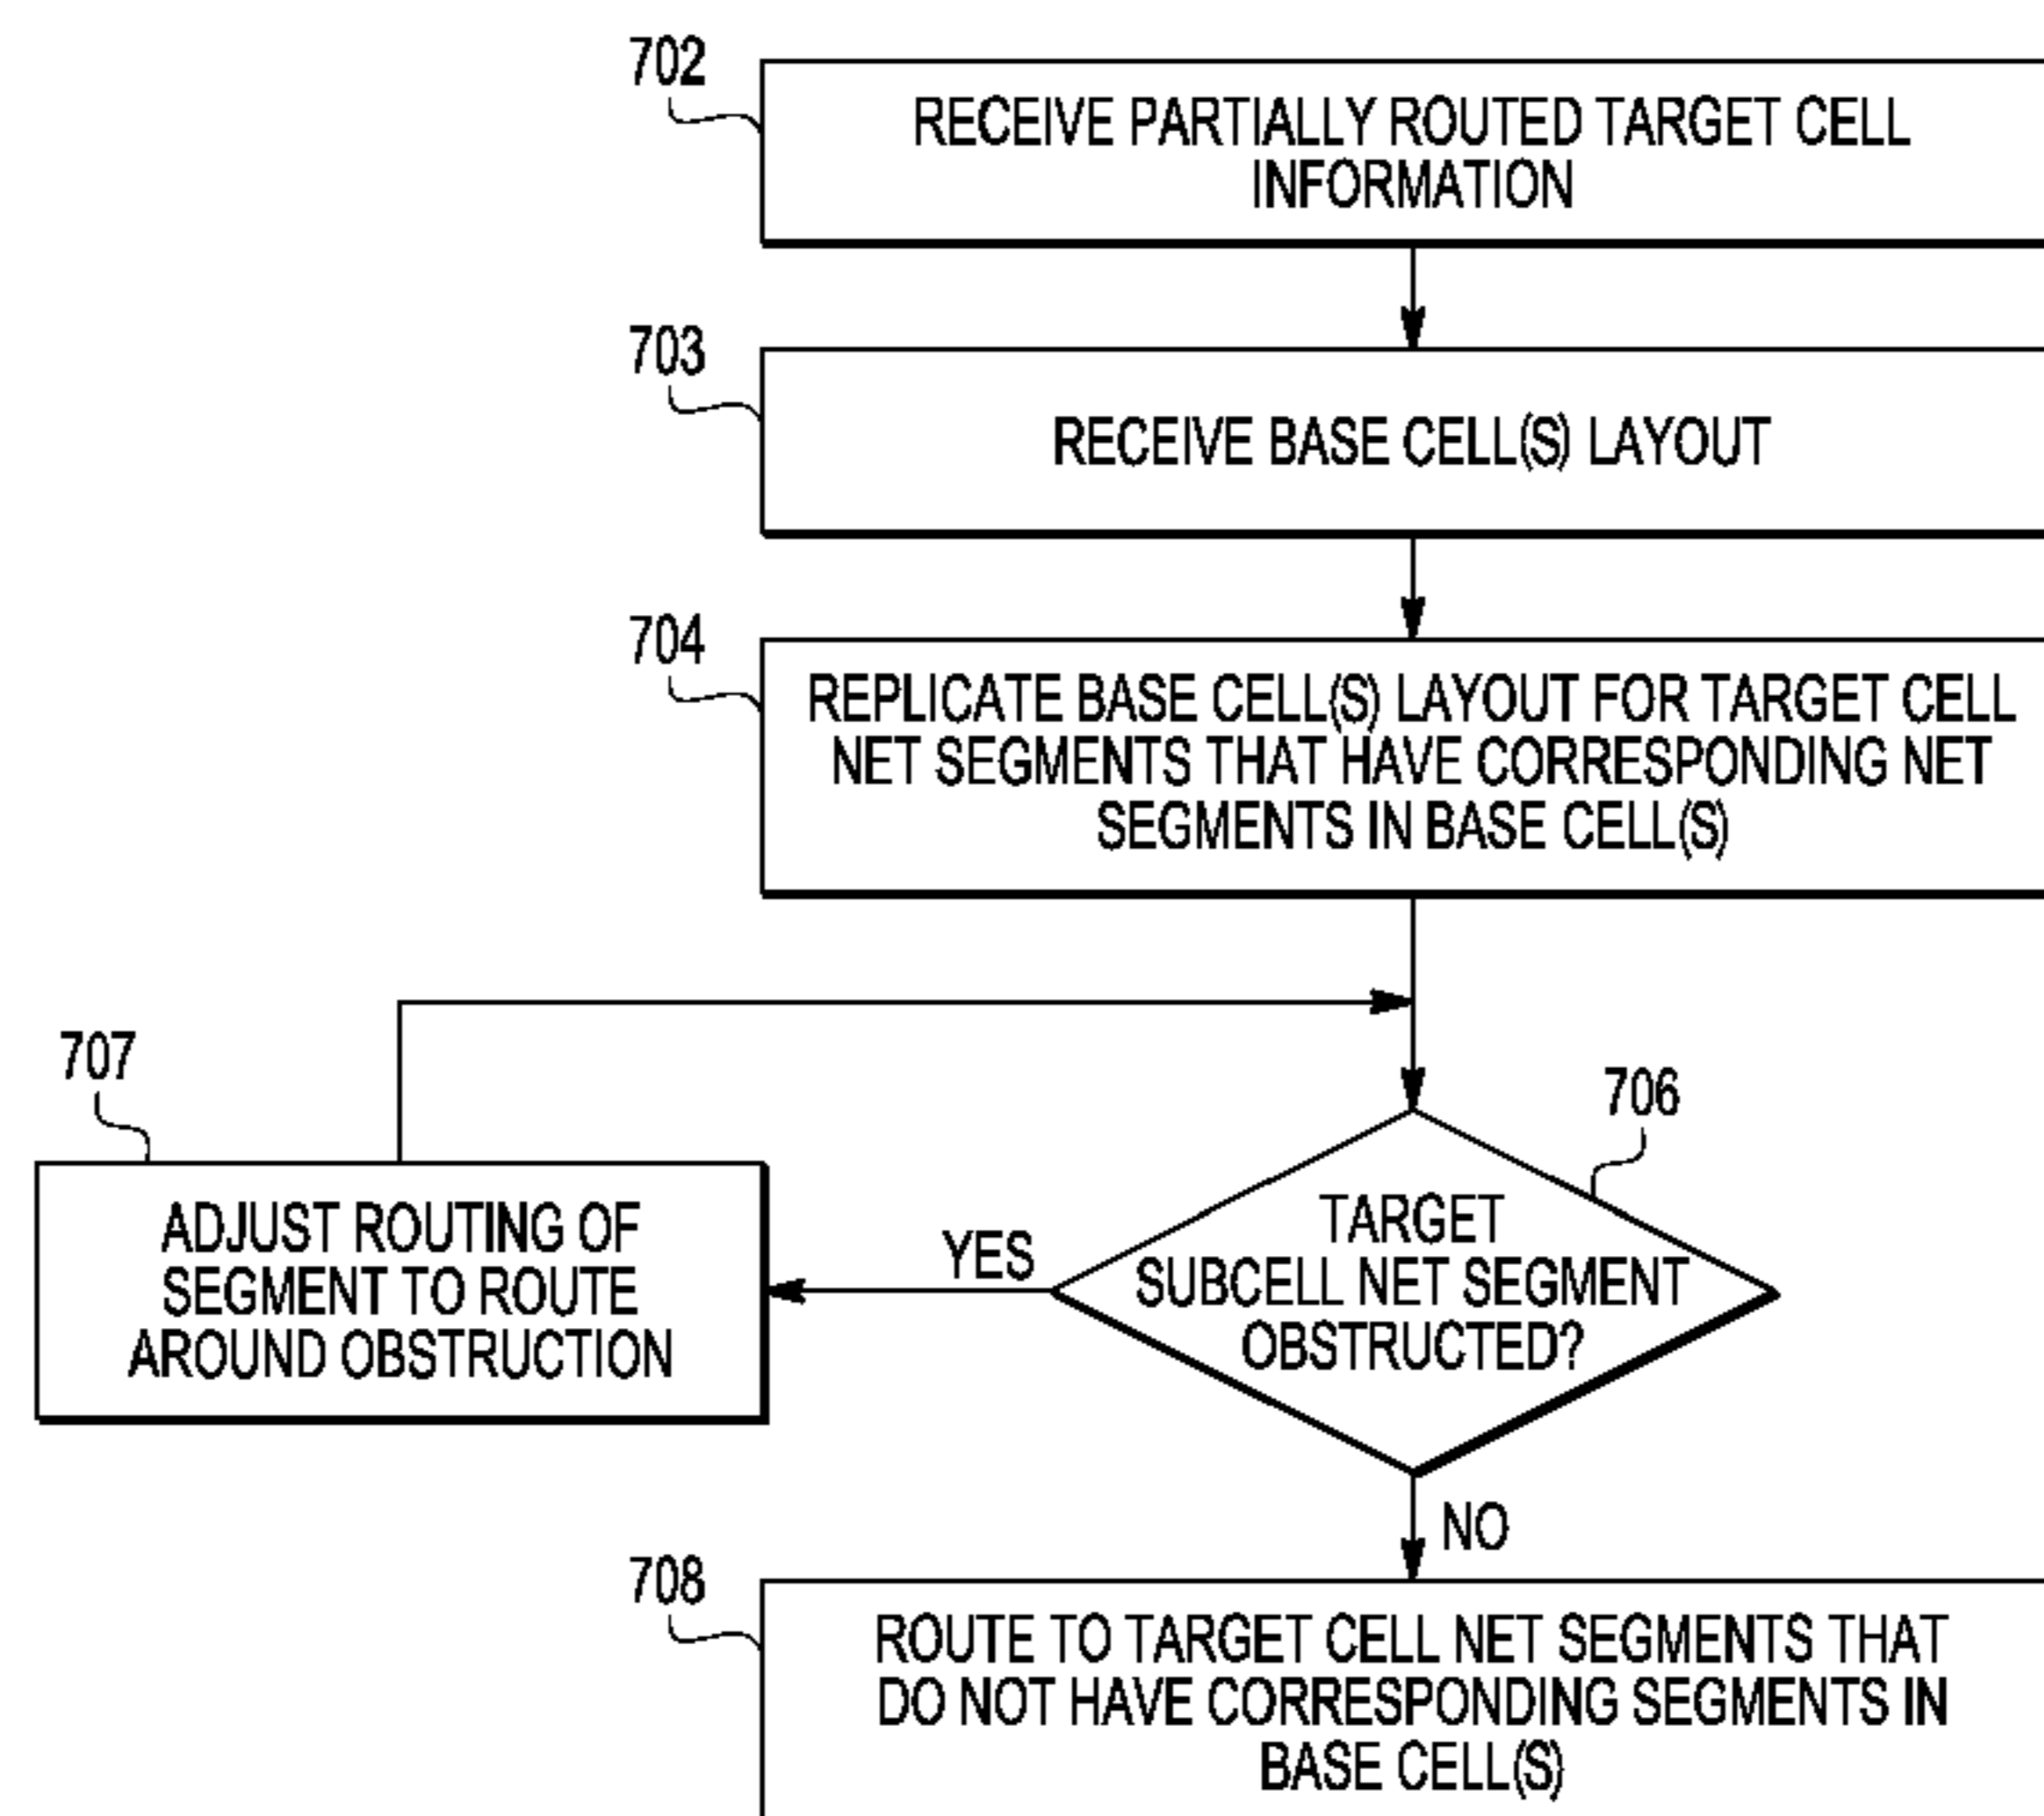 702
RECEIVE PARTIALLY ROUTED TARGET CELL
INFORMATION
703
RECEIVE BASE CELL(S) LAYOUT
704
REPLICATE BASE CELL(S) LAYOUT FOR TARGET CELL
NET SEGMENTS THAT HAVE CORRESPONDING NET
SEGMENTS IN BASE CELL(S)
707
ADJUST ROUTING OF
SEGMENT TO ROUTE
AROUND OBSTRUCTION
YES
706
TARGET
SUBCELL NET SEGMENT
OBSTRUCTED?
NO
708
ROUTE TO TARGET CELL NET SEGMENTS THAT
DO NOT HAVE CORRESPONDING SEGMENTS IN
BASE CELL(S)